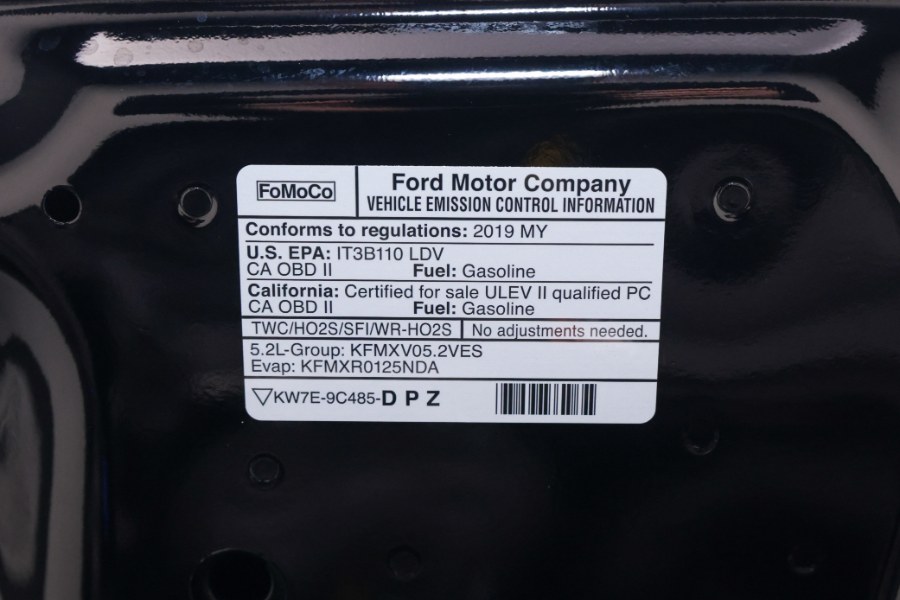 FoMoCo
Ford Motor Company
VEHICLE EMISSION CONTROL INFORMATION
Conforms to regulations: 2019 MY
U.S. EPA: IT3B110 LDV
CA OBD II Fuel: Gasoline
California: Certified for sale ULEV II qualified PC
CA OBD II Fuel: Gasoline
TWC/HO2S/SFI/WR-HO2S No adjustments needed.
5.2L-Group: KFMXV05.2VES
Evap: KFMXR0125NDA
KW7E-9C485-D P Z